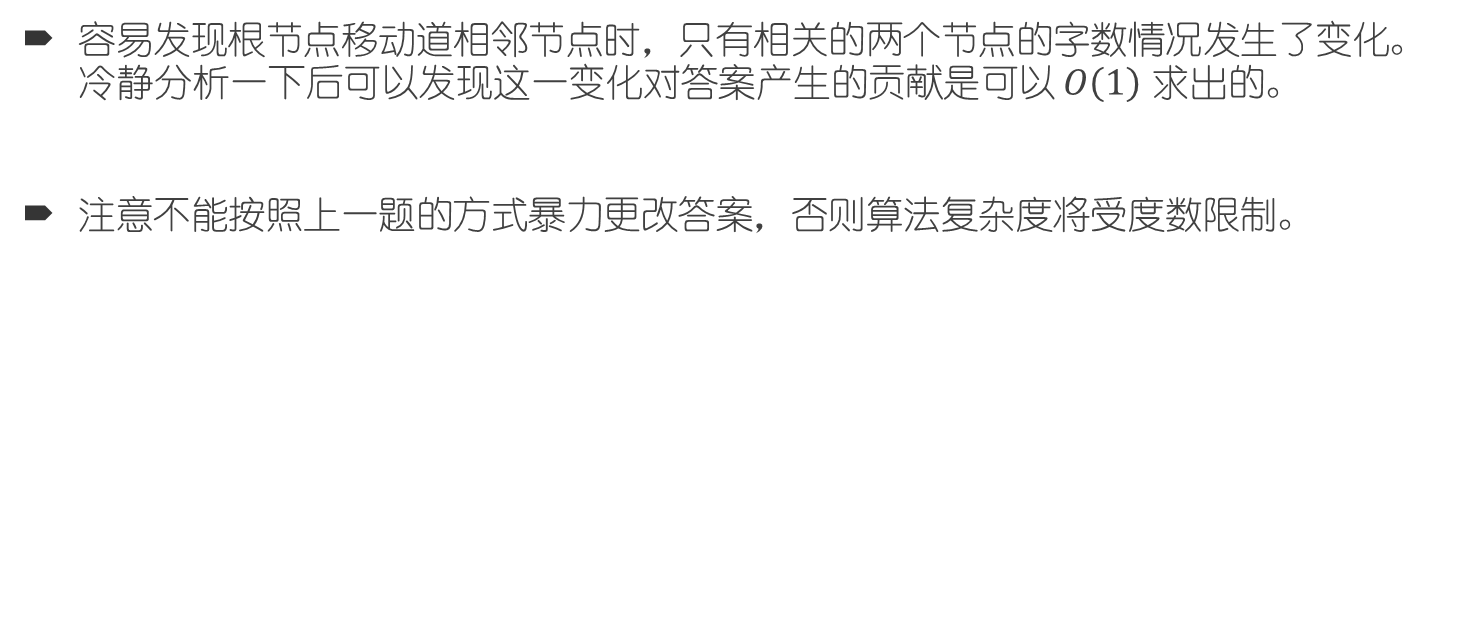 容易发现根节点移动道相邻节点时，只有相关的两个节点的字数情况发生了变化。
冷静分析一下后可以发现这一变化对答案产生的贡献是可以 O(1) 求出的。
注意不能按照上一题的方式暴力更改答案，否则算法复杂度将受度数限制。